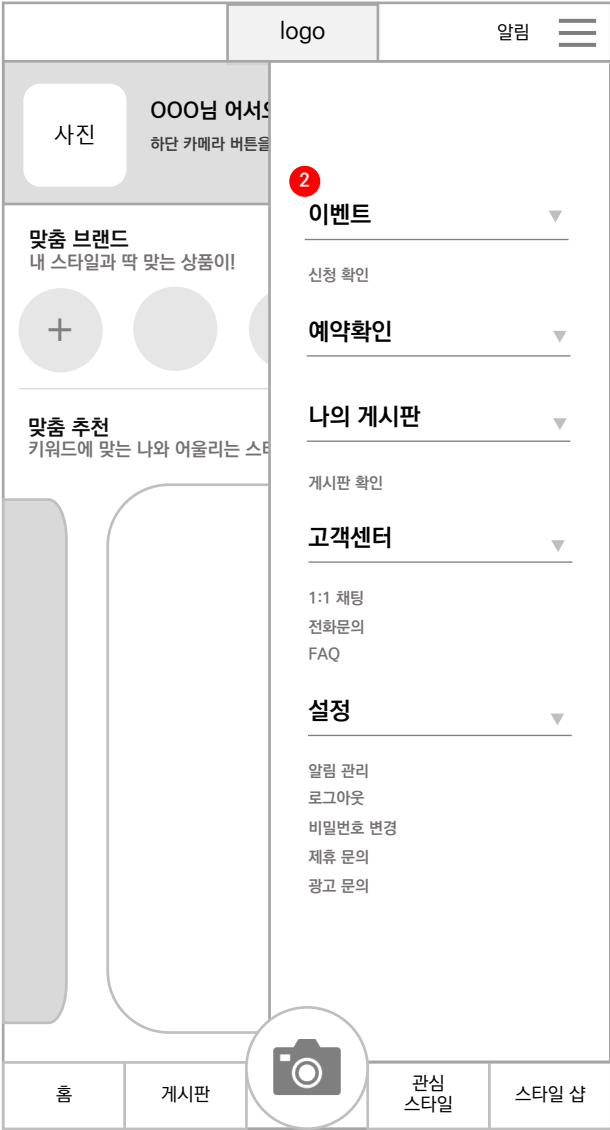 logo
알림
사진
OOO님 어서
하단 카메라 버튼을
맞춤 브랜드
내 스타일과 딱 맞는 상품이!
+
맞춤 추천
키워드에 맞는 나와 어울리는
2
이벤트
신청 확인
예약확인
나의 게시판
게시판 확인
고객센터
1:1 채팅
전화문의
FAQ
설정
알림 관리
로그아웃
비밀번호 변경
제휴 문의
광고 문의
홈
게시판
관심
스타일
스타일 샵